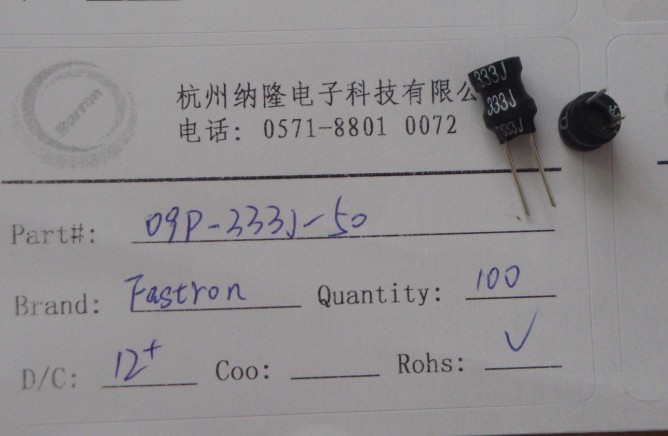 杭州纳隆电子科技有限公
电话: 0571-8801 0072
333J
333J
333J
Part#: 09P-333J-50
Brand: Fastron Quantity: 100
D/C: 12+ Coo: Rohs: √